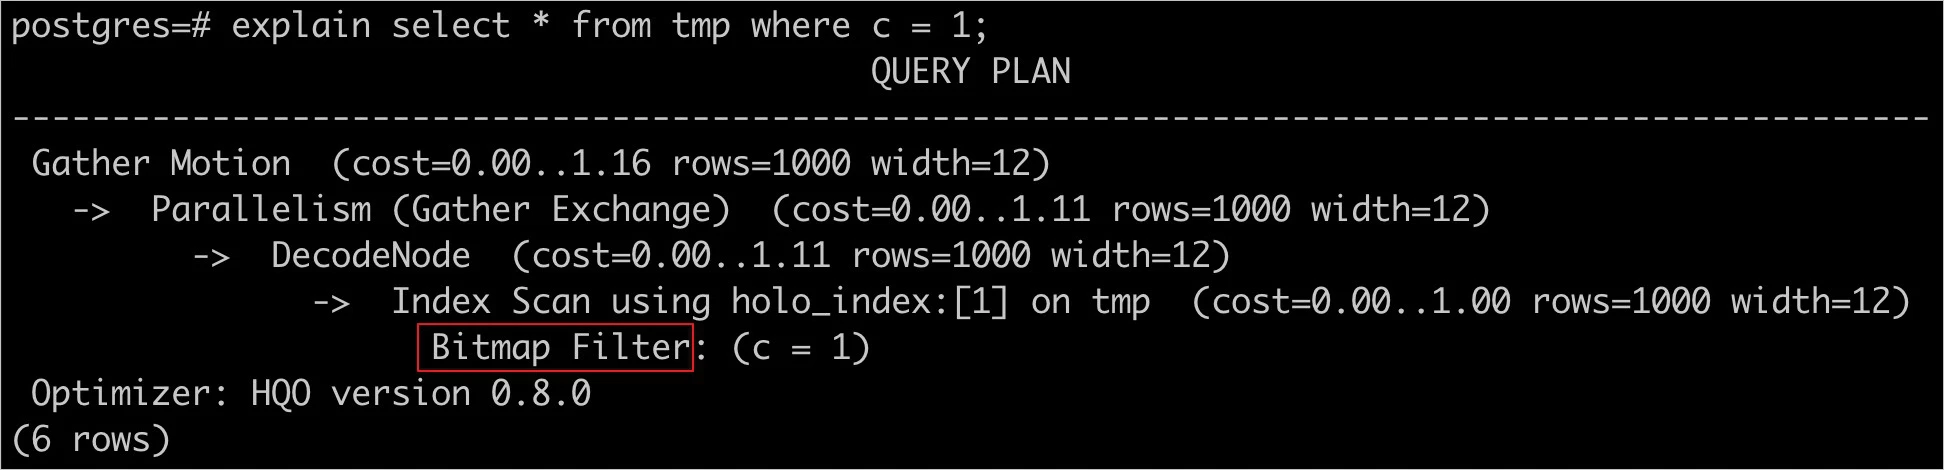 postgres=# explain select * from tmp where c = 1;
QUERY PLAN
------------------------------------------------------------------------------------------------
Gather Motion  (cost=0.00..1.16 rows=1000 width=12)
->  Parallelism (Gather Exchange)  (cost=0.00..1.11 rows=1000 width=12)
->  DecodeNode  (cost=0.00..1.11 rows=1000 width=12)
->  Index Scan using holo_index:[1] on tmp  (cost=0.00..1.00 rows=1000 width=12)
Bitmap Filter: (c = 1)
Optimizer: HQO version 0.8.0
(6 rows)